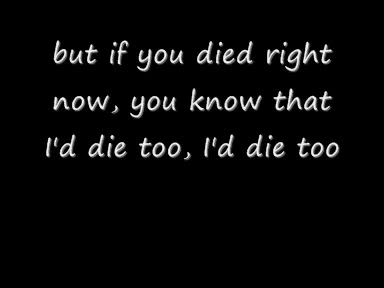 but if you died right
now, you know that
I'd die too, I'd die too